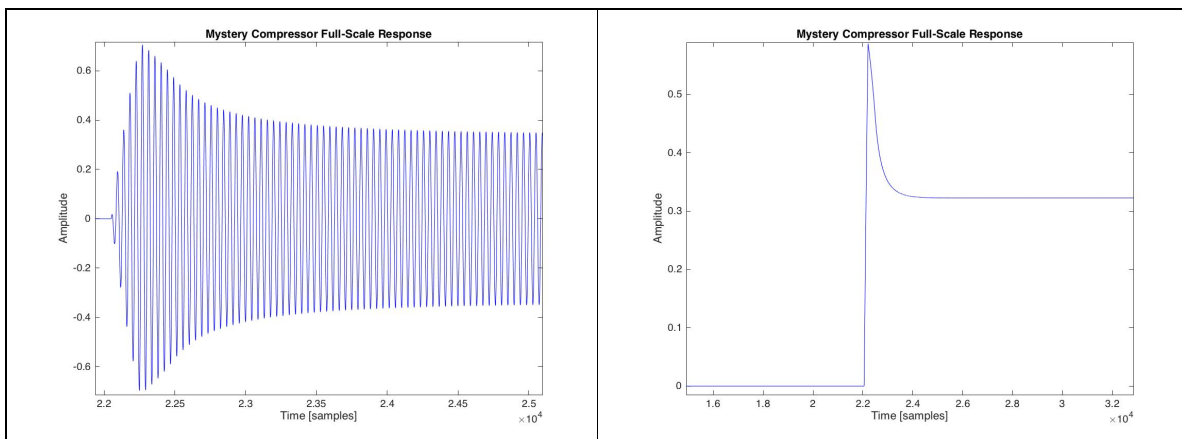 Mystery Compressor Full-Scale Response
0.6
0.4
0.2
0
-0.2
-0.4
-0.6
Amplitude
2.2 2.25 2.3 2.35 2.4 2.45 2.5
Time [samples]
×10⁴
Mystery Compressor Full-Scale Response
0.5
0.4
0.3
0.2
0.1
0
Amplitude
1.6 1.8 2 2.2 2.4 2.6 2.8 3 3.2
Time [samples]
×10⁴